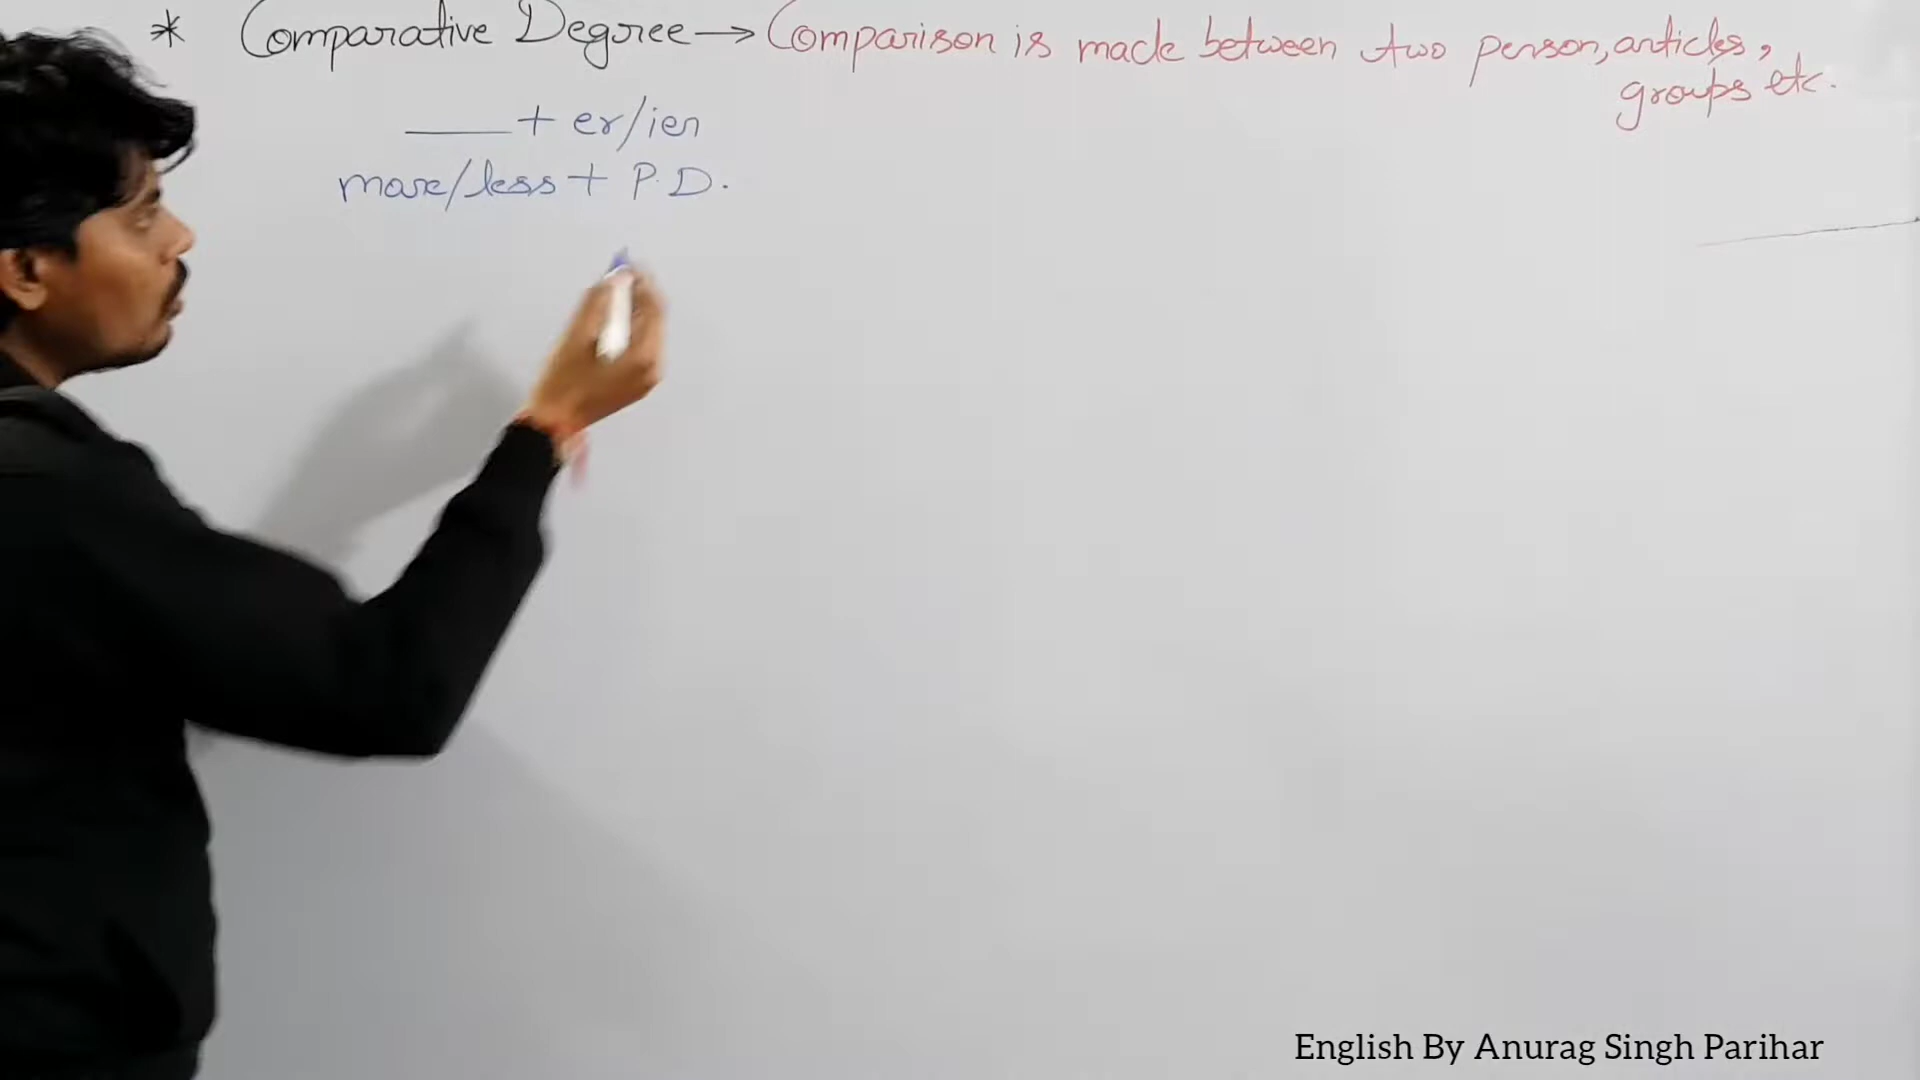 * Comparative Degree → Comparison is made between two person, articles,
groups etc.
___ + er/ier
more/less + P.D.
English By Anurag Singh Parihar